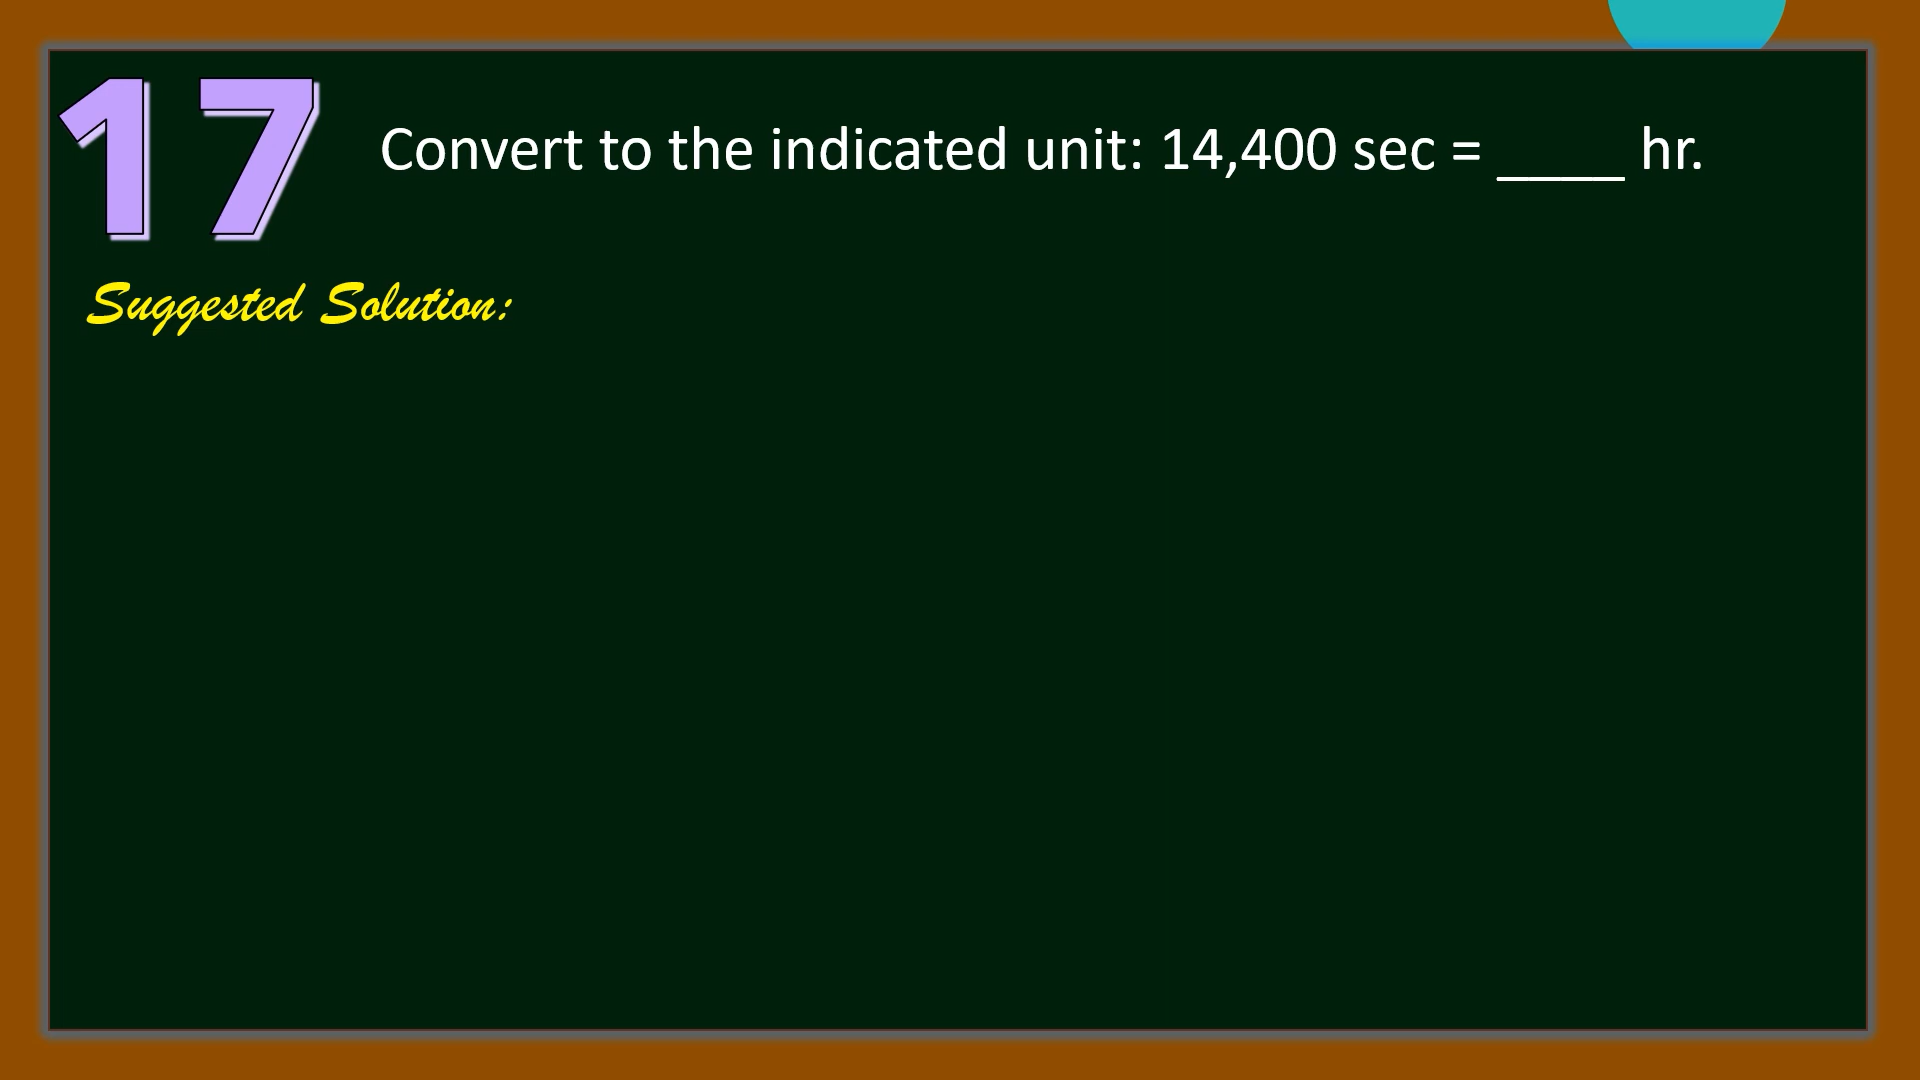 17
Convert to the indicated unit: 14,400 sec = ____ hr.
Suggested Solution: